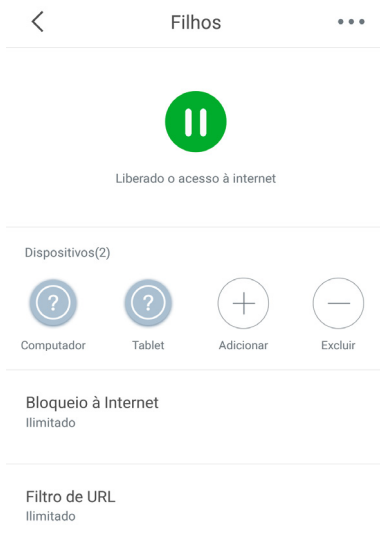 Filhos
Liberado o acesso à internet
Dispositivos(2)
? ? 
Computador Tablet Adicionar Excluir
Bloqueio à Internet
Ilimitado
Filtro de URL
Ilimitado